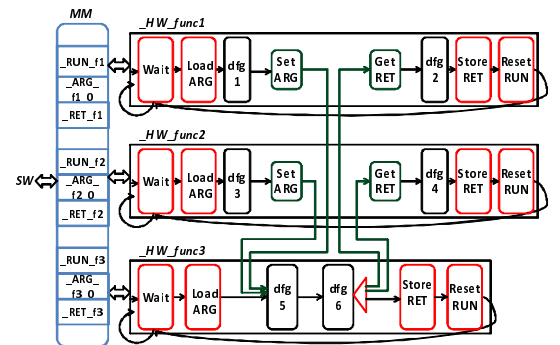 MM
SW
_RUN_f1
_ARG_
f1_0
_RET_f1
_RUN_f2
_ARG_
f2_0
_RET_f2
_RUN_f3
_ARG_
f3_0
_RET_f3
_HW_func1
Wait
Load
ARG
dfg
1
Set
ARG
Get
RET
dfg
2
Store
RET
Reset
RUN
_HW_func2
Wait
Load
ARG
dfg
3
Set
ARG
Get
RET
dfg
4
Store
RET
Reset
RUN
_HW_func3
Wait
Load
ARG
dfg
5
dfg
6
Store
RET
Reset
RUN